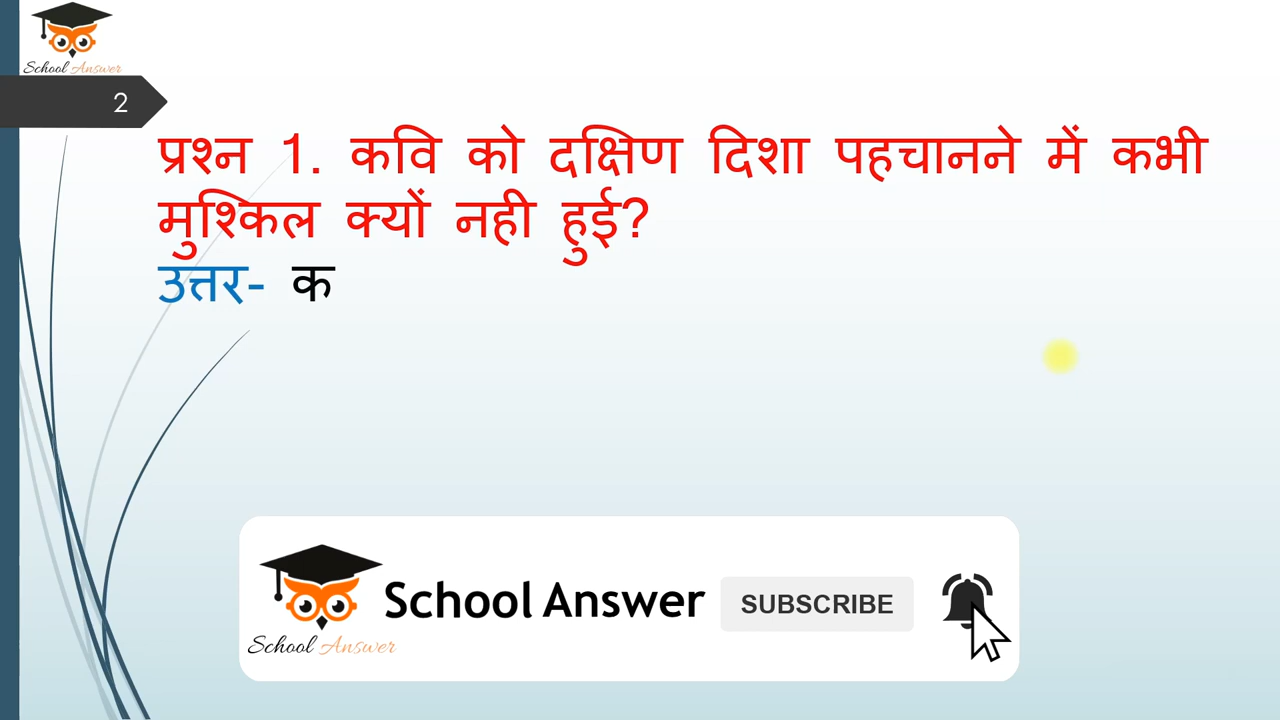 School Answer
2
प्रश्न 1. कवि को दक्षिण दिशा पहचानने में कभी
मुश्किल क्यों नही हुई?
उत्तर- क
School Answer
SUBSCRIBE
School Answer